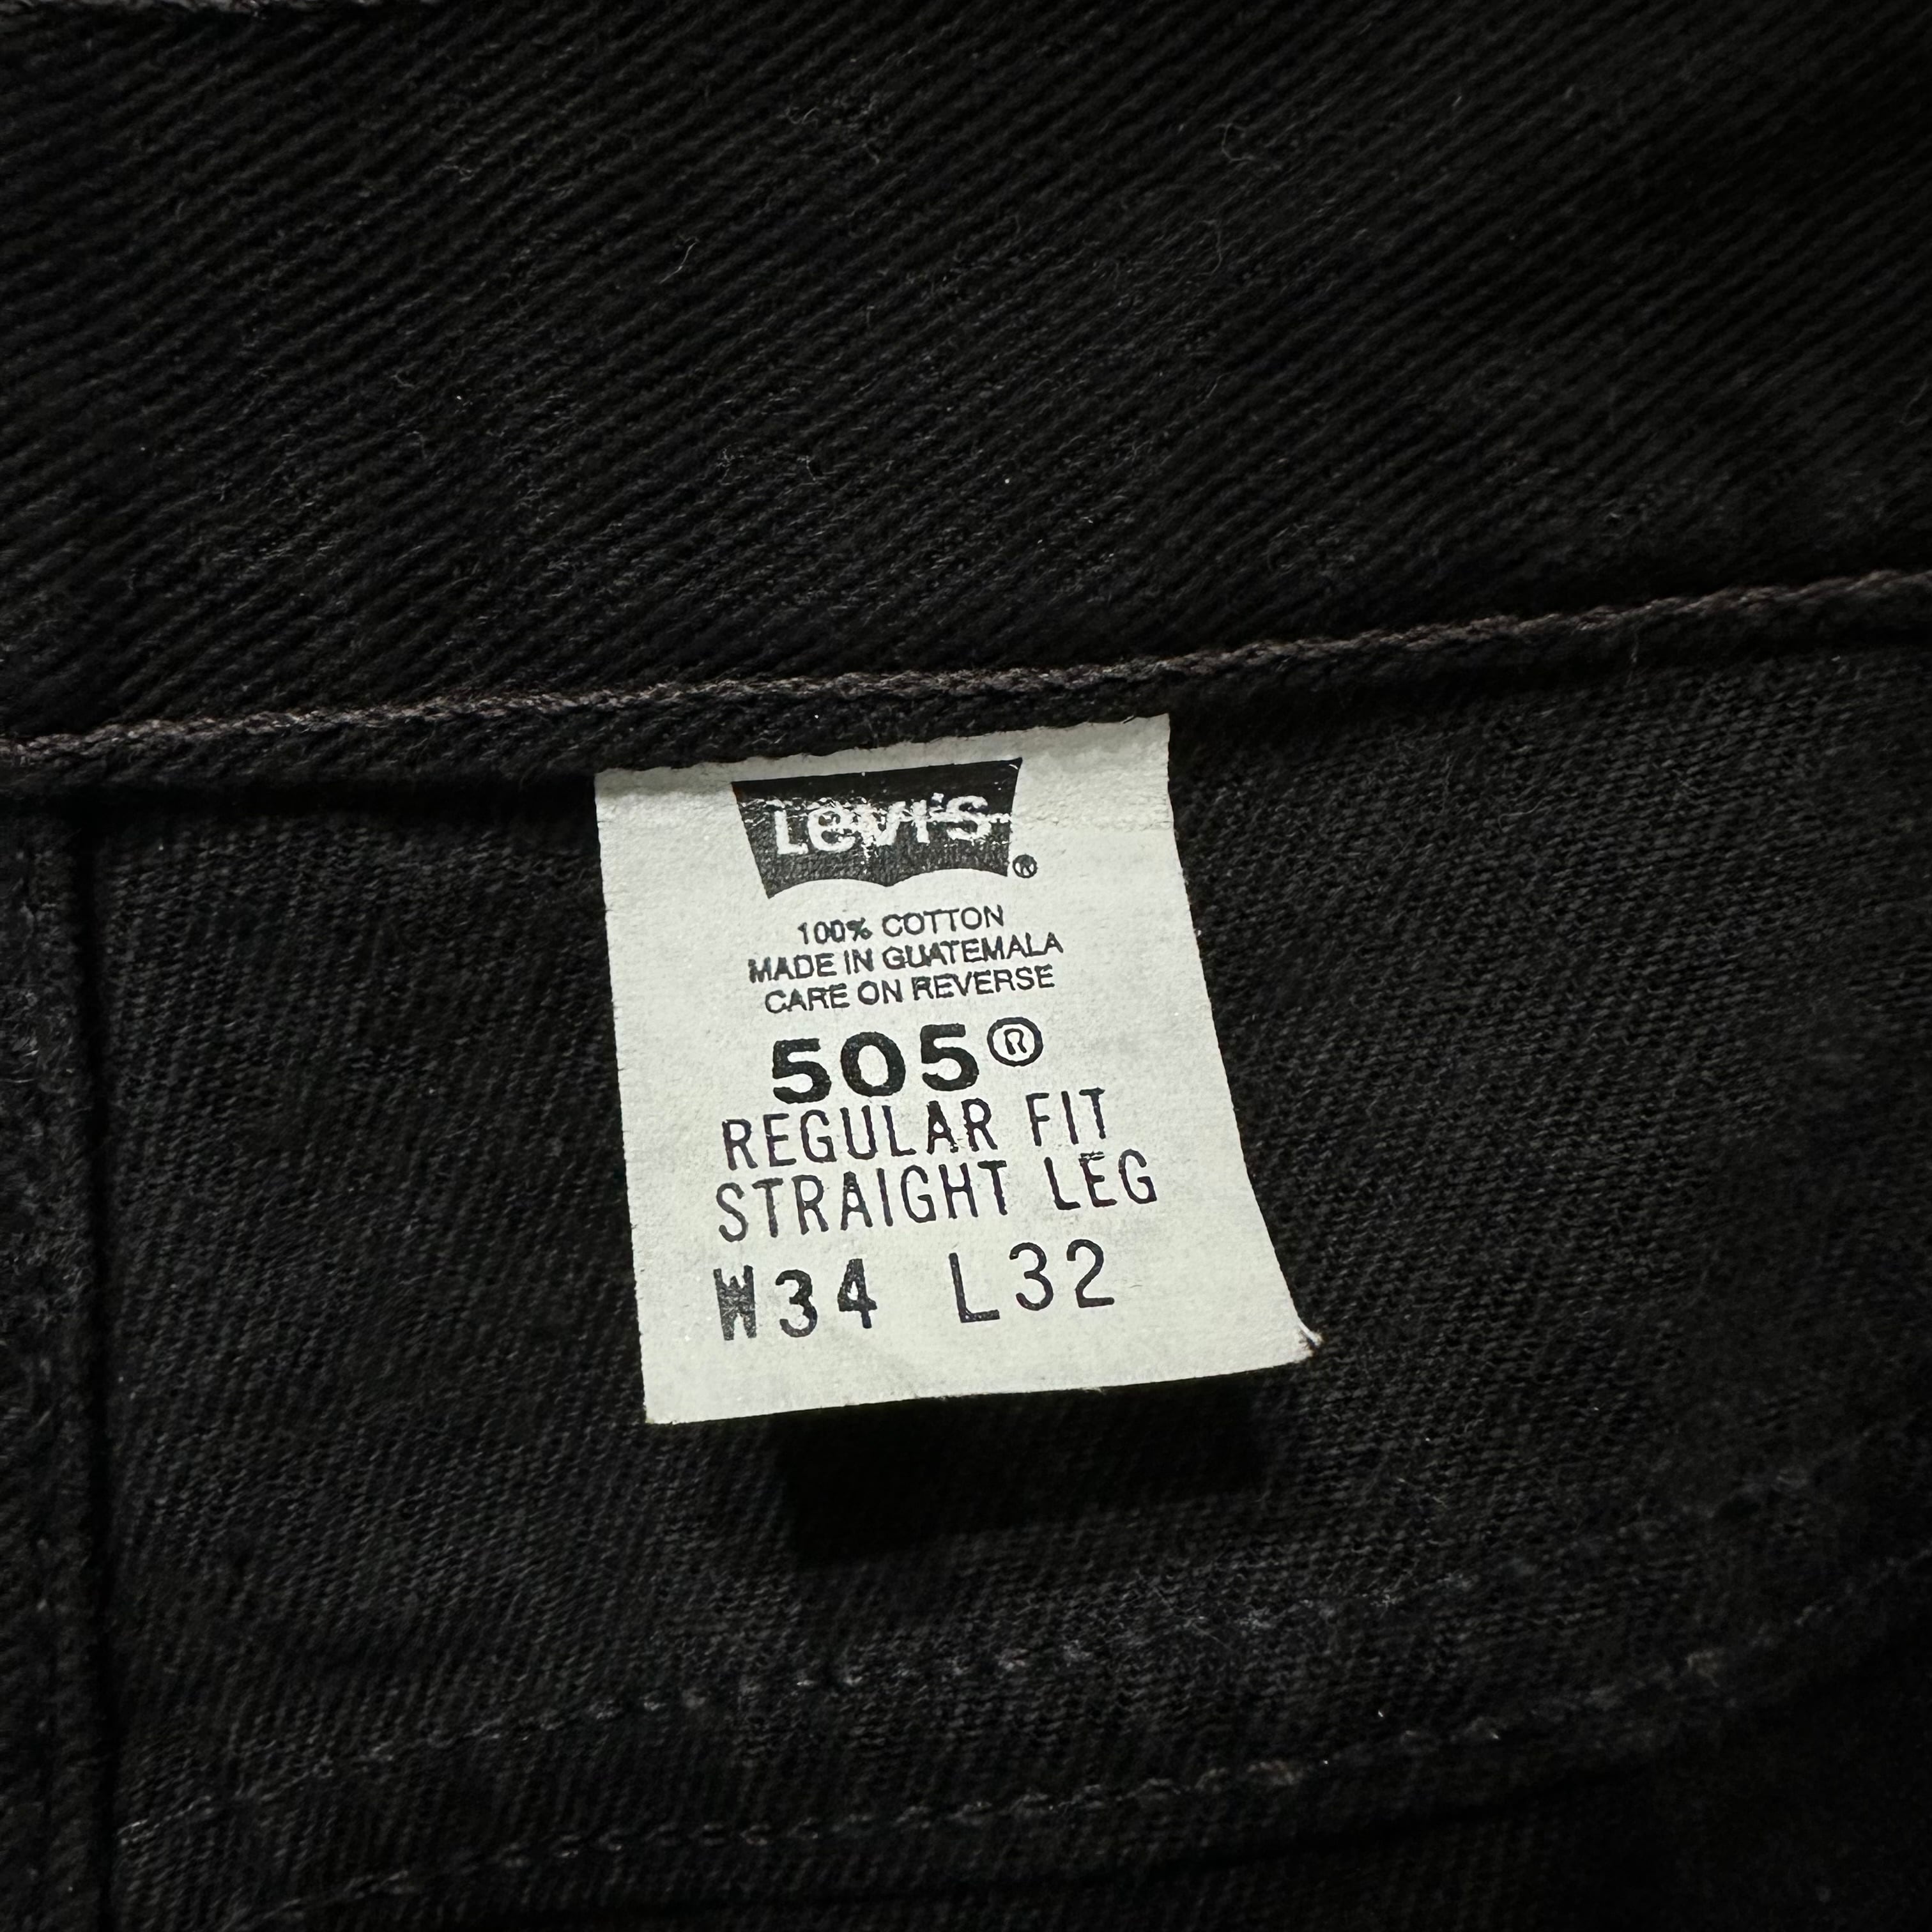 Levi's ®
100% COTTON
MADE IN GUATEMALA
CARE ON REVERSE
505®
REGULAR FIT
STRAIGHT LEG
W34 L32